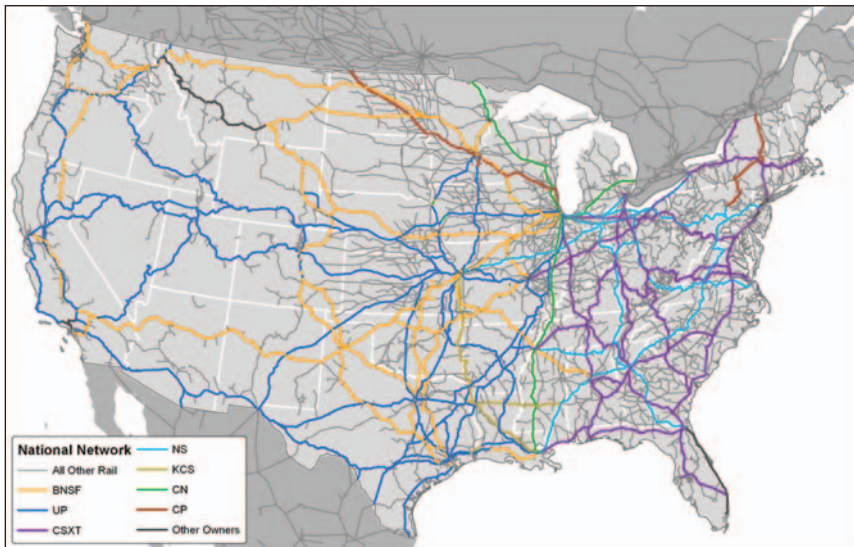 National Network
All Other Rail
BNSF
UP
CSXT
NS
KCS
CN
CP
Other Owners